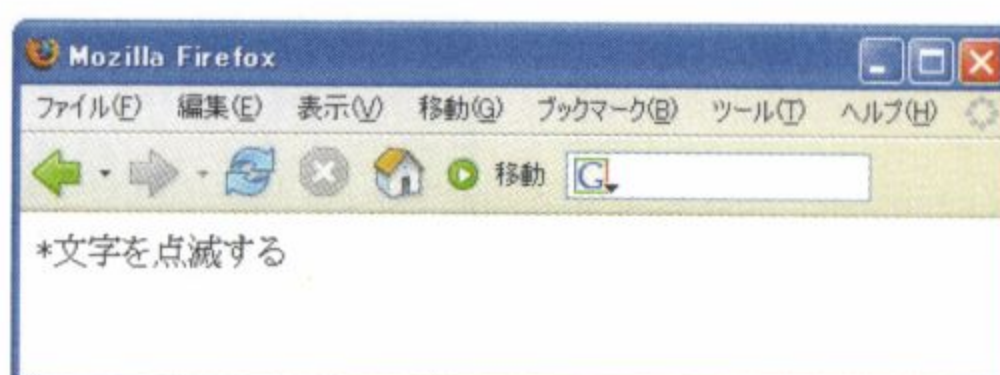 Mozilla Firefox
ファイル(F) 編集(E) 表示(V) 移動(G) ブックマーク(B) ツール(T) ヘルプ(H)
移動 G
*文字を点滅する